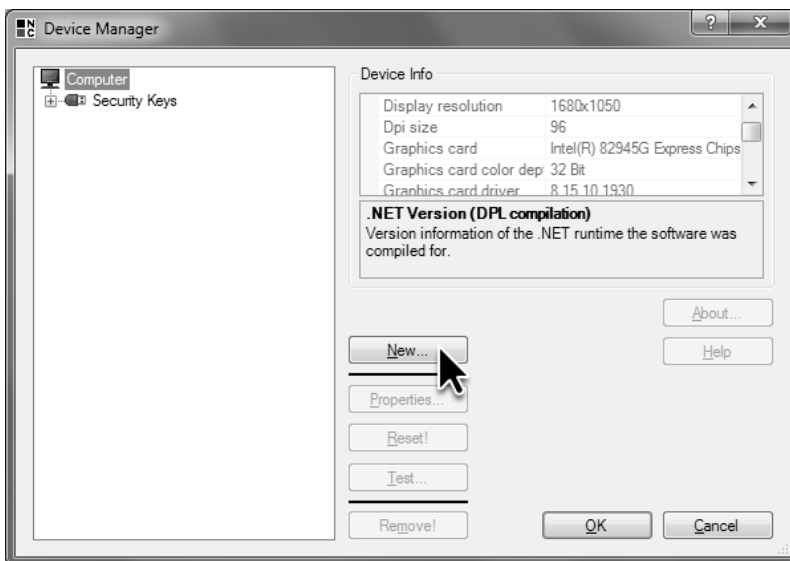 NC
Device Manager
Computer
Security Keys
Device Info
Display resolution 1680x1050
Dpi size 96
Graphics card Intel(R) 82945G Express Chips
Graphics card color dep 32 Bit
Graphics card driver 8.15.10.1930
.NET Version (DPL compilation)
Version information of the .NET runtime the software was
compiled for.
About...
New...
Help
Properties...
Reset!
Test...
Remove!
OK
Cancel